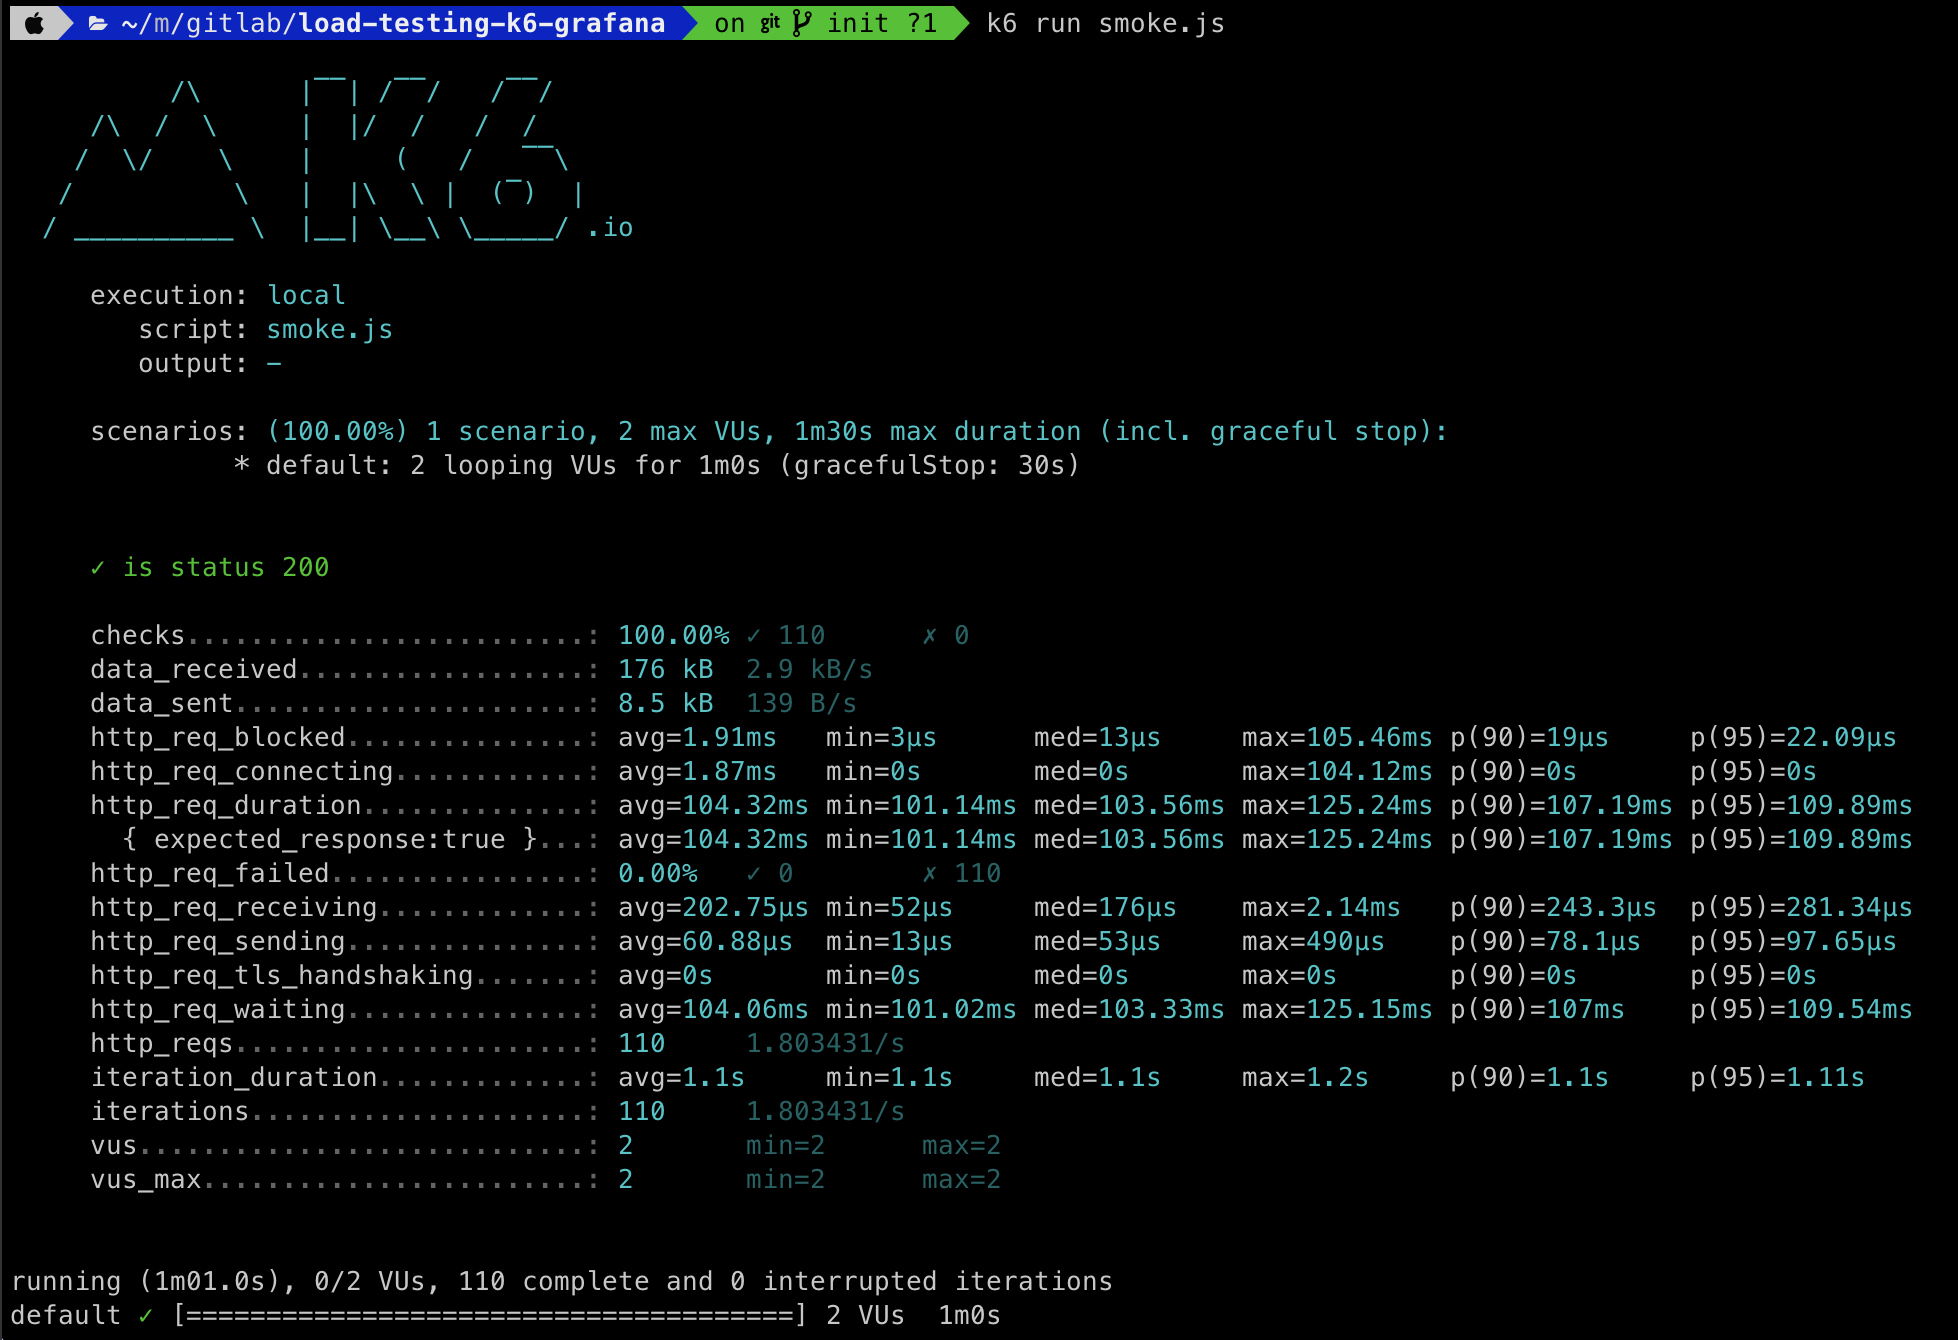 ~/m/gitlab/load-testing-k6-grafana on git init ?1 k6 run smoke.js
          /\      |‾‾| /‾‾/   /‾‾/
     /\  /  \     |  |/  /   /  /
    /  \/    \    |     (   /   ‾‾\
   /          \   |  |\  \ |  (‾)  |
  / __________ \  |__| \__\ \_____/ .io
execution: local
script: smoke.js
output: -
scenarios: (100.00%) 1 scenario, 2 max VUs, 1m30s max duration (incl. graceful stop):
* default: 2 looping VUs for 1m0s (gracefulStop: 30s)
✓ is status 200
checks.........................: 100.00% ✓ 110      ✗ 0
data_received..................: 176 kB  2.9 kB/s
data_sent......................: 8.5 kB  139 B/s
http_req_blocked...............: avg=1.91ms   min=3µs      med=13µs     max=105.46ms p(90)=19µs     p(95)=22.09µs
http_req_connecting............: avg=1.87ms   min=0s       med=0s       max=104.12ms p(90)=0s       p(95)=0s
http_req_duration..............: avg=104.32ms min=101.14ms med=103.56ms max=125.24ms p(90)=107.19ms p(95)=109.89ms
{ expected_response:true }...: avg=104.32ms min=101.14ms med=103.56ms max=125.24ms p(90)=107.19ms p(95)=109.89ms
http_req_failed................: 0.00%   ✓ 0        ✗ 110
http_req_receiving.............: avg=202.75µs min=52µs     med=176µs    max=2.14ms   p(90)=243.3µs  p(95)=281.34µs
http_req_sending...............: avg=60.88µs  min=13µs     med=53µs     max=490µs    p(90)=78.1µs   p(95)=97.65µs
http_req_tls_handshaking.......: avg=0s       min=0s       med=0s       max=0s       p(90)=0s       p(95)=0s
http_req_waiting...............: avg=104.06ms min=101.02ms med=103.33ms max=125.15ms p(90)=107ms    p(95)=109.54ms
http_reqs......................: 110     1.803431/s
iteration_duration.............: avg=1.1s     min=1.1s     med=1.1s     max=1.2s     p(90)=1.1s     p(95)=1.11s
iterations.....................: 110     1.803431/s
vus............................: 2       min=2      max=2
vus_max........................: 2       min=2      max=2
running (1m01.0s), 0/2 VUs, 110 complete and 0 interrupted iterations
default ✓ [======================================] 2 VUs  1m0s